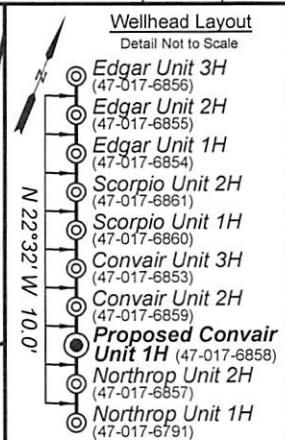 Wellhead Layout
Detail Not to Scale
N
Edgar Unit 3H
(47-017-6856)
Edgar Unit 2H
(47-017-6855)
Edgar Unit 1H
(47-017-6854)
Scorpio Unit 2H
(47-017-6861)
Scorpio Unit 1H
(47-017-6860)
Convair Unit 3H
(47-017-6853)
Convair Unit 2H
(47-017-6859)
Proposed Convair
Unit 1H (47-017-6858)
Northrop Unit 2H
(47-017-6857)
Northrop Unit 1H
(47-017-6791)
N 22°32' W 10.0'